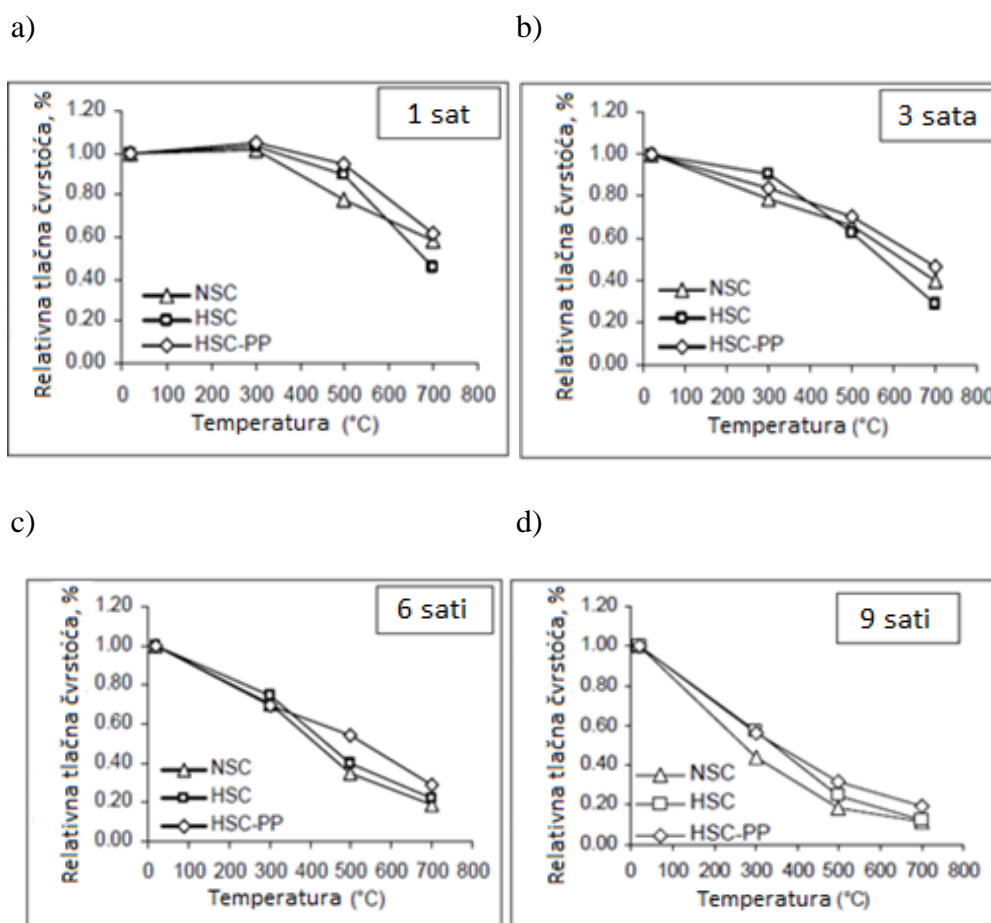 a)
b)
1 sat
Relativna tlačna čvrstóća, %
1.20
1.00
0.80
0.60
0.40
0.20
0.00
NSC
HSC
HSC-PP
0 100 200 300 400 500 600 700 800
Temperatura (°C)
3 sata
Relativna tlačna čvrstóća, %
1.20
1.00
0.80
0.60
0.40
0.20
0.00
NSC
HSC
HSC-PP
0 100 200 300 400 500 600 700 800
Temperatura (°C)
c)
d)
6 sati
Relativna tlačna čvrstóća, %
1.20
1.00
0.80
0.60
0.40
0.20
0.00
NSC
HSC
HSC-PP
0 100 200 300 400 500 600 700 800
Temperatura (°C)
9 sati
Relativna tlačna čvrstóća, %
1.20
1.00
0.80
0.60
0.40
0.20
0.00
NSC
HSC
HSC-PP
0 100 200 300 400 500 600 700 800
Temperatura (°C)